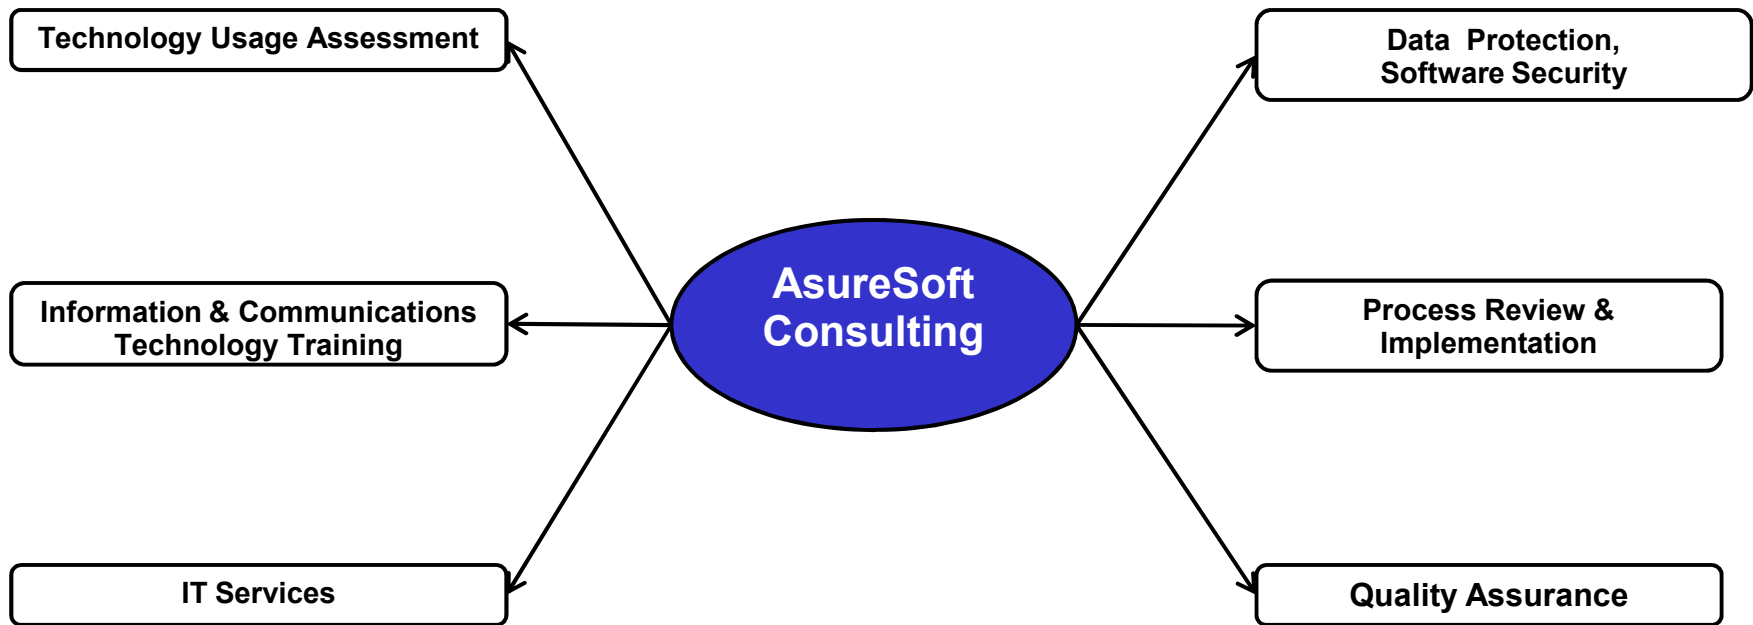 Technology Usage Assessment
Data Protection,
Software Security
AsureSoft
Consulting
Information & Communications
Technology Training
Process Review &
Implementation
IT Services
Quality Assurance